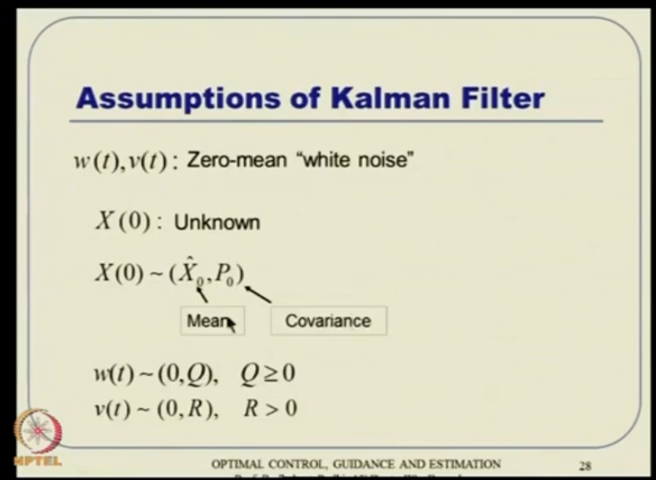 Assumptions of Kalman Filter
w(t), v(t) : Zero-mean "white noise"
X(0) : Unknown
X(0) ~ (X̂₀, P₀)
Mean Covariance
w(t) ~ (0, Q), Q ≥ 0
v(t) ~ (0, R), R > 0
NPTEL
OPTIMAL CONTROL, GUIDANCE AND ESTIMATION 28